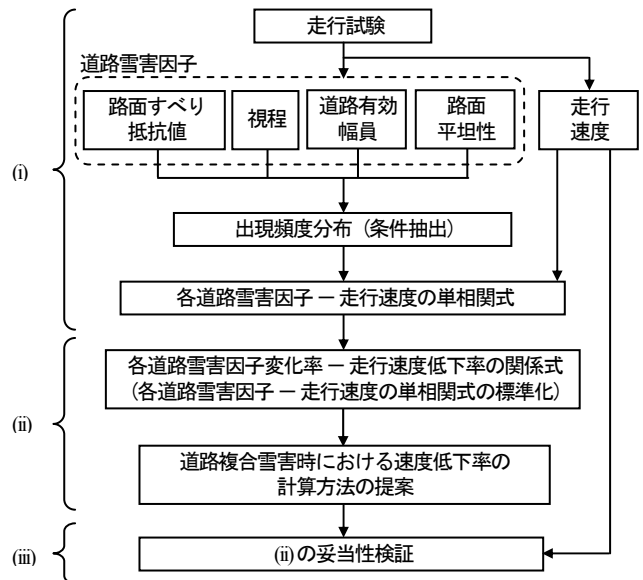 走行試験
道路雪害因子
路面すべり
抵抗値
視程
道路有効
幅員
路面
平坦性
走行
速度
(i)
出現頻度分布（条件抽出）
各道路雪害因子 － 走行速度の単相関式
各道路雪害因子変化率 － 走行速度低下率の関係式
（各道路雪害因子 － 走行速度の単相関式の標準化）
(ii)
道路複合雪害時における速度低下率の
計算方法の提案
(iii)
(ii) の妥当性検証